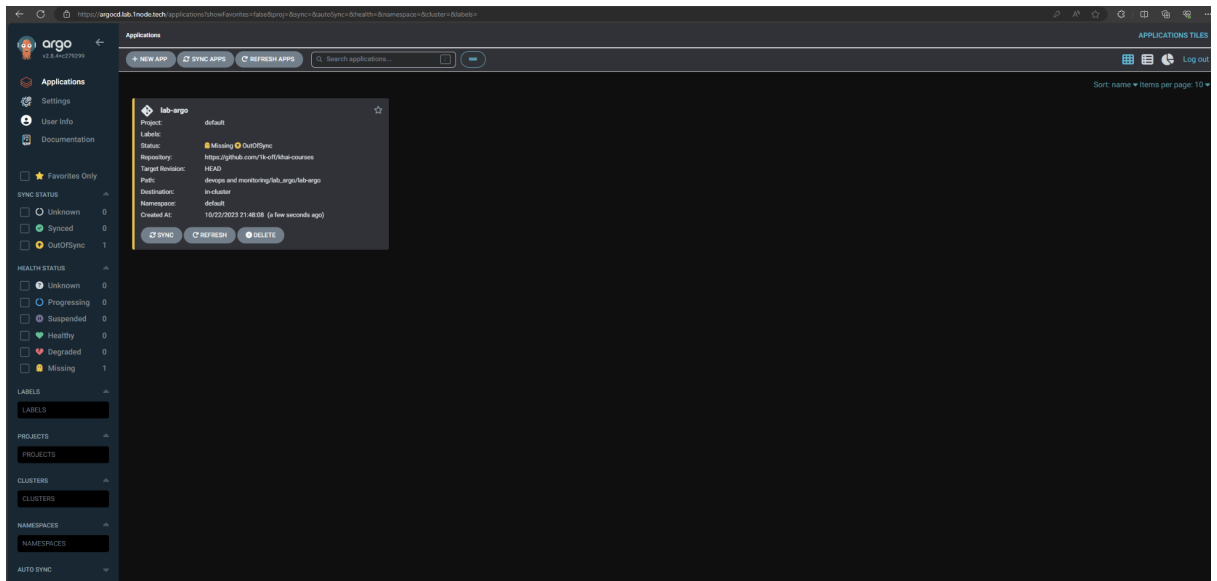 https://argocd.lab.1node.tech/applications?showFavorites=false&proj=&sync=&autoSync=&health=&namespace=&cluster=&labels=
argo
v2.8.4+c279299
Applications
Settings
User Info
Documentation
Favorites Only
SYNC STATUS
Unknown 0
Synced 0
OutOfSync 1
HEALTH STATUS
Unknown 0
Progressing 0
Suspended 0
Healthy 0
Degraded 0
Missing 1
LABELS
LABELS
PROJECTS
PROJECTS
CLUSTERS
CLUSTERS
NAMESPACES
NAMESPACES
AUTO SYNC
Applications
APPLICATIONS TILES
+ NEW APP SYNC APPS REFRESH APPS Search applications... /
Log out
Sort: name Items per page: 10
lab-argo
Project: default
Labels:
Status: Missing OutOfSync
Repository: https://github.com/1k-off/khai-courses
Target Revision: HEAD
Path: devops and monitoring/lab_argo/lab-argo
Destination: in-cluster
Namespace: default
Created At: 10/22/2023 21:48:08 (a few seconds ago)
SYNC REFRESH DELETE